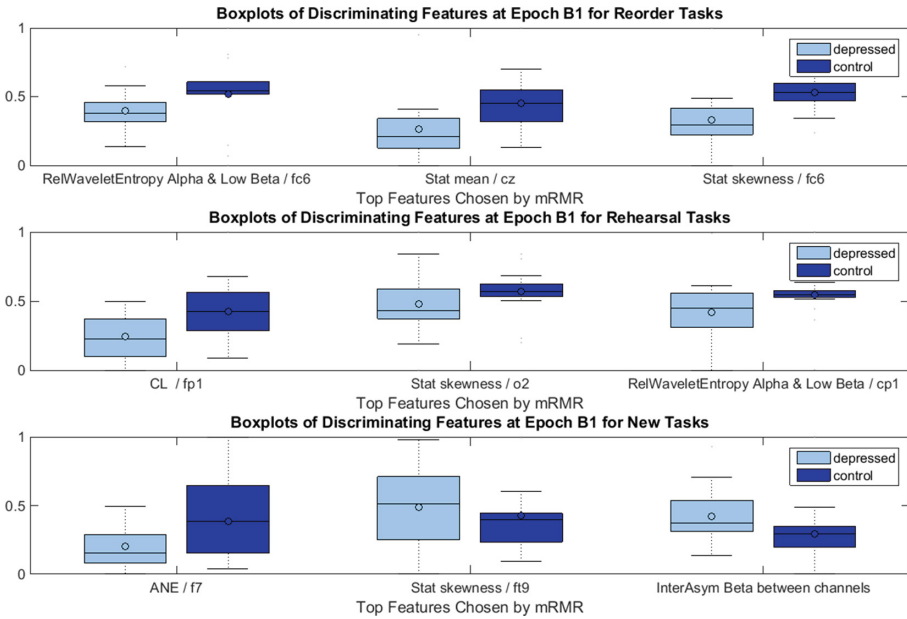 Boxplots of Discriminating Features at Epoch B1 for Reorder Tasks
1
depressed
control
0.5
0
RelWaveletEntropy Alpha & Low Beta / fc6 Stat mean / cz Stat skewness / fc6
Top Features Chosen by mRMR
Boxplots of Discriminating Features at Epoch B1 for Rehearsal Tasks
1
depressed
control
0.5
0
CL / fp1 Stat skewness / o2 RelWaveletEntropy Alpha & Low Beta / cp1
Top Features Chosen by mRMR
Boxplots of Discriminating Features at Epoch B1 for New Tasks
1
depressed
control
0.5
0
ANE / f7 Stat skewness / ft9 InterAsym Beta between channels
Top Features Chosen by mRMR